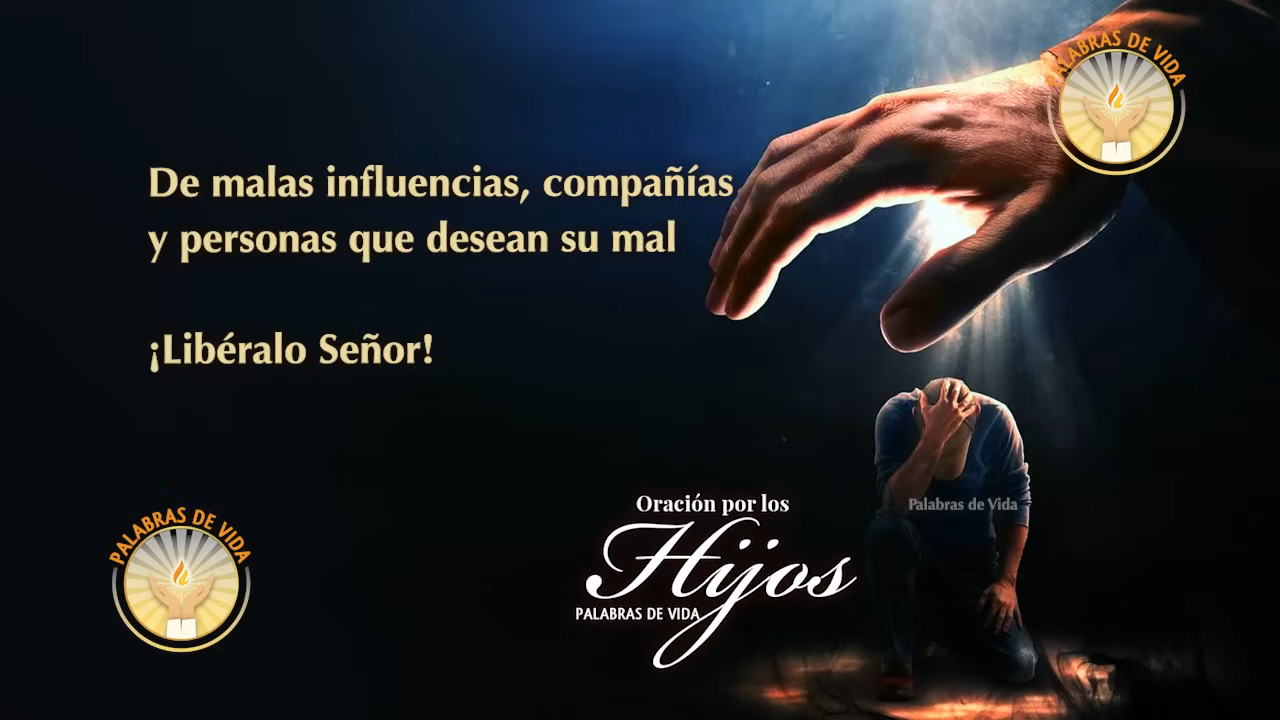 PALABRAS DE VIDA
De malas influencias, compañías
y personas que desean su mal
¡Libéralo Señor!
Oración por los
Hijos
PALABRAS DE VIDA
Palabras de Vida
PALABRAS DE VIDA